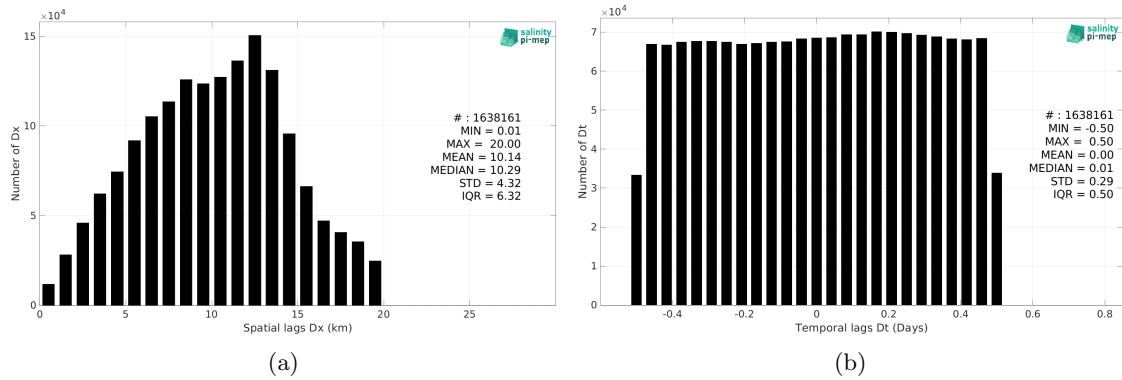 ×10⁴
15
10
5
0
0 5 10 15 20 25
Number of Dx
Spatial lags Dx (km)
salinity
pi-mep
# : 1638161
MIN = 0.01
MAX = 20.00
MEAN = 10.14
MEDIAN = 10.29
STD = 4.32
IQR = 6.32
(a)
×10⁴
7
6
5
4
3
2
1
0
-0.4 -0.2 0 0.2 0.4 0.6 0.8
Number of Dt
Temporal lags Dt (Days)
salinity
pi-mep
# : 1638161
MIN = -0.50
MAX = 0.50
MEAN = 0.00
MEDIAN = 0.01
STD = 0.29
IQR = 0.50
(b)